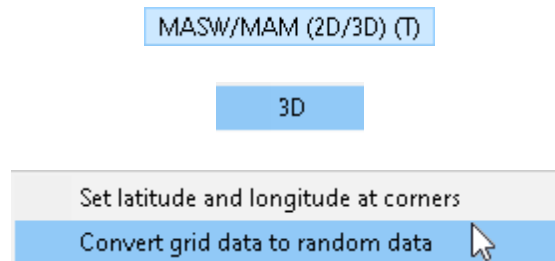 MASW/MAM (2D/3D) (T)
3D
Set latitude and longitude at corners
Convert grid data to random data